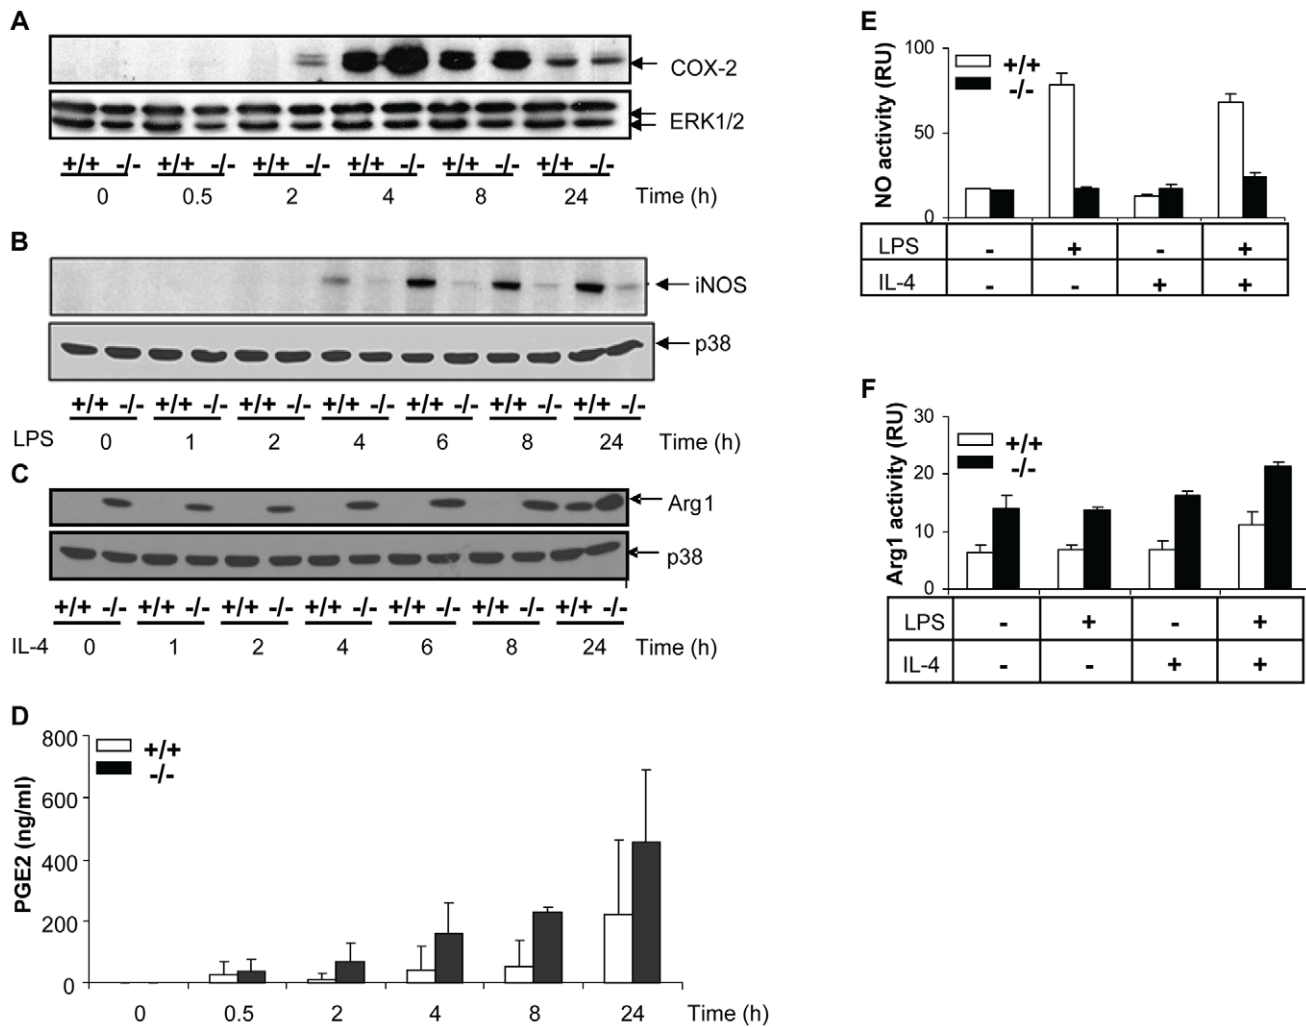 A
COX-2
ERK1/2
+/+ -/- +/+ -/- +/+ -/- +/+ -/- +/+ -/- +/+ -/-
0 0.5 2 4 8 24 Time (h)
B
iNOS
p38
+/+ -/- +/+ -/- +/+ -/- +/+ -/- +/+ -/- +/+ -/- +/+ -/-
LPS 0 1 2 4 6 8 24 Time (h)
C
Arg1
p38
+/+ -/- +/+ -/- +/+ -/- +/+ -/- +/+ -/- +/+ -/- +/+ -/-
IL-4 0 1 2 4 6 8 24 Time (h)
D
PGE2 (ng/ml)
800
600
400
200
0
+/+
-/-
0 0.5 2 4 8 24 Time (h)
E
NO activity (RU)
100
50
0
+/+
-/-
LPS - + - +
IL-4 - - + +
F
Arg1 activity (RU)
30
20
10
0
+/+
-/-
LPS - + - +
IL-4 - - + +